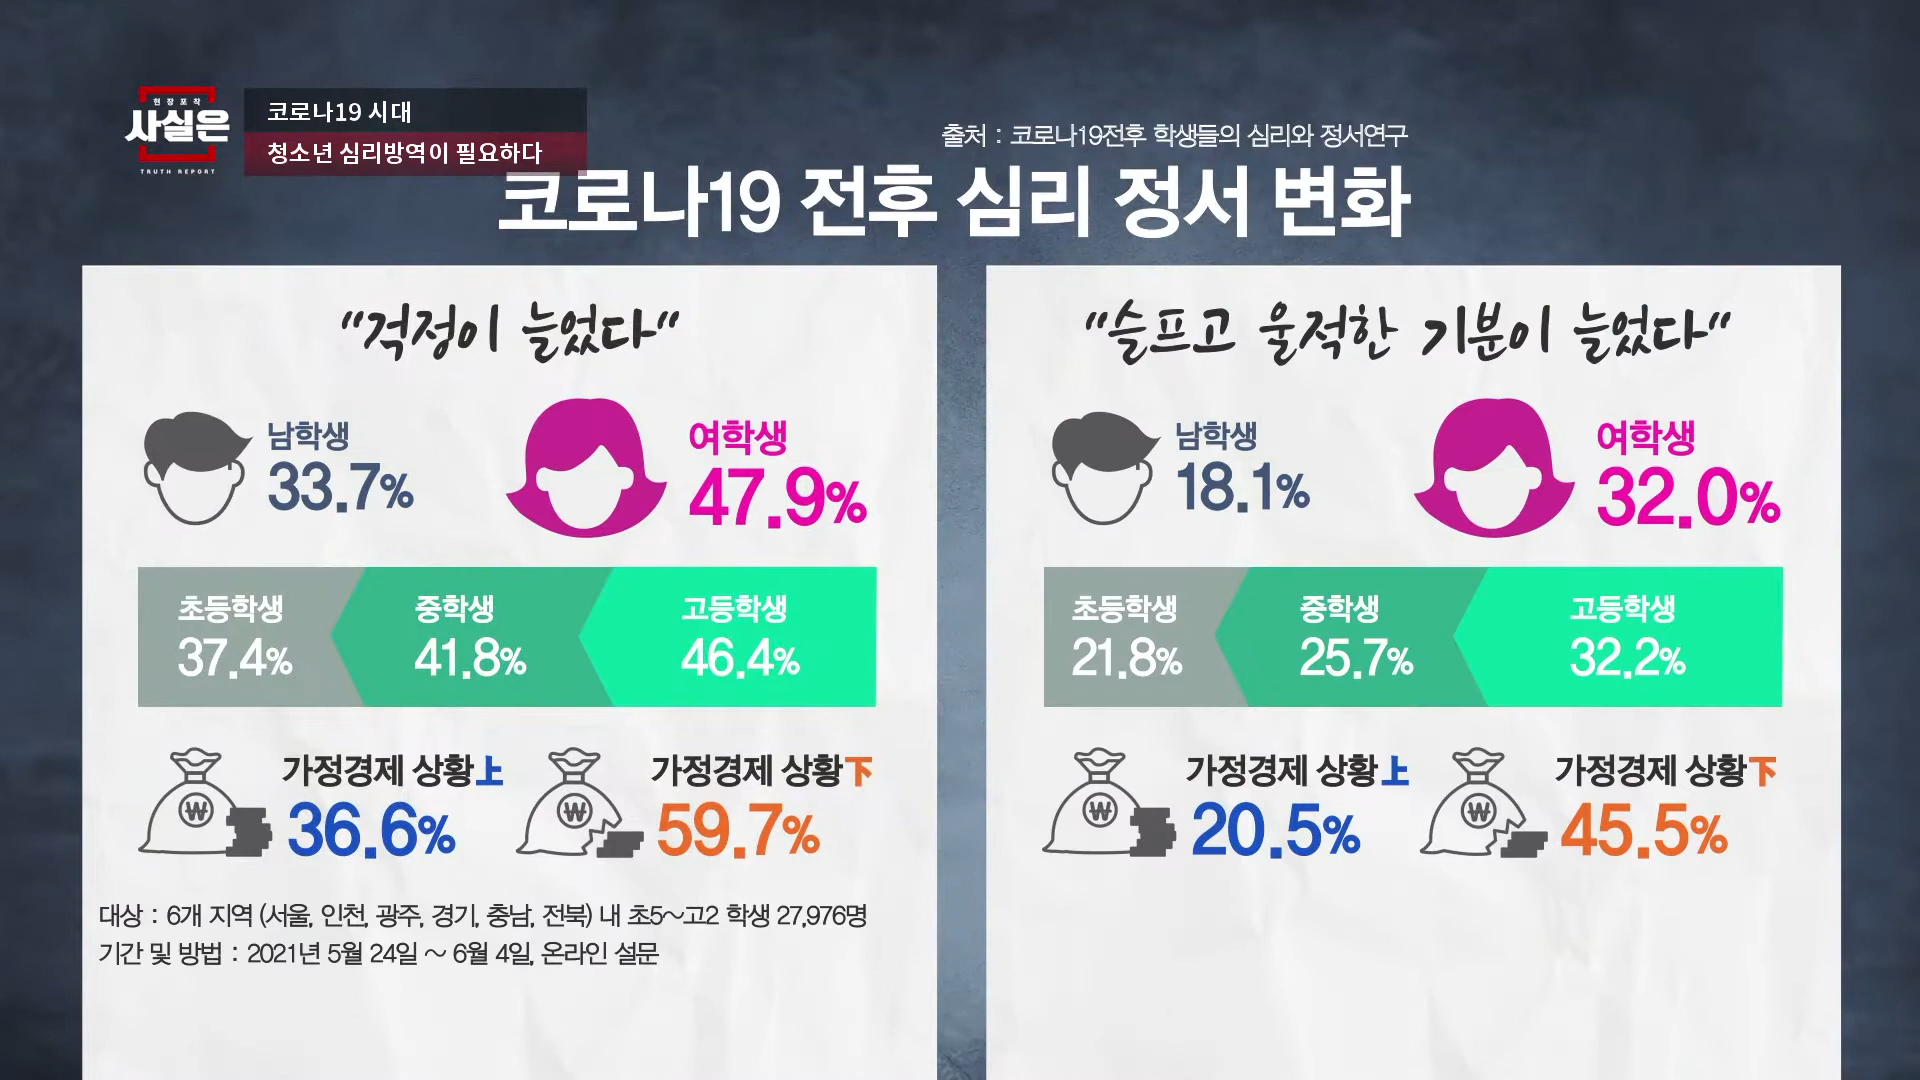 현장포착
사실은
TRUTH REPORT
코로나19 시대
청소년 심리방역이 필요하다
출처 : 코로나19전후 학생들의 심리와 정서연구
코로나19 전후 심리 정서 변화
"걱정이 늘었다"
남학생
33.7%
여학생
47.9%
초등학생
37.4%
중학생
41.8%
고등학생
46.4%
가정경제 상황上
36.6%
가정경제 상황下
59.7%
대상 : 6개 지역 (서울, 인천, 광주, 경기, 충남, 전북) 내 초5~고2 학생 27,976명
기간 및 방법 : 2021년 5월 24일 ~ 6월 4일, 온라인 설문
"슬프고 울적한 기분이 늘었다"
남학생
18.1%
여학생
32.0%
초등학생
21.8%
중학생
25.7%
고등학생
32.2%
가정경제 상황上
20.5%
가정경제 상황下
45.5%